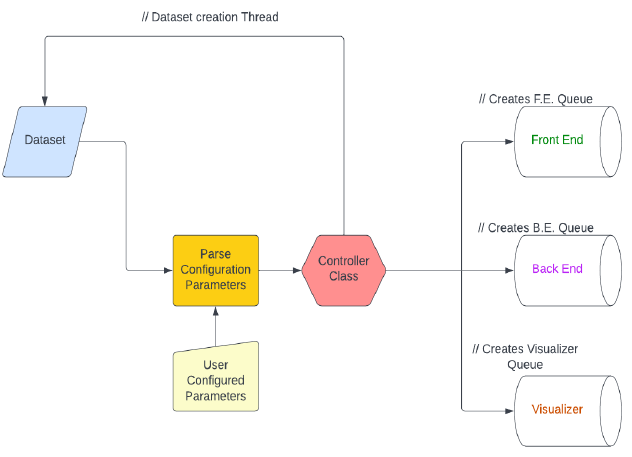 // Dataset creation Thread
// Creates F.E. Queue
Dataset
Front End
// Creates B.E. Queue
Parse
Configuration
Parameters
Controller
Class
Back End
// Creates Visualizer
Queue
User
Configured
Parameters
Visualizer